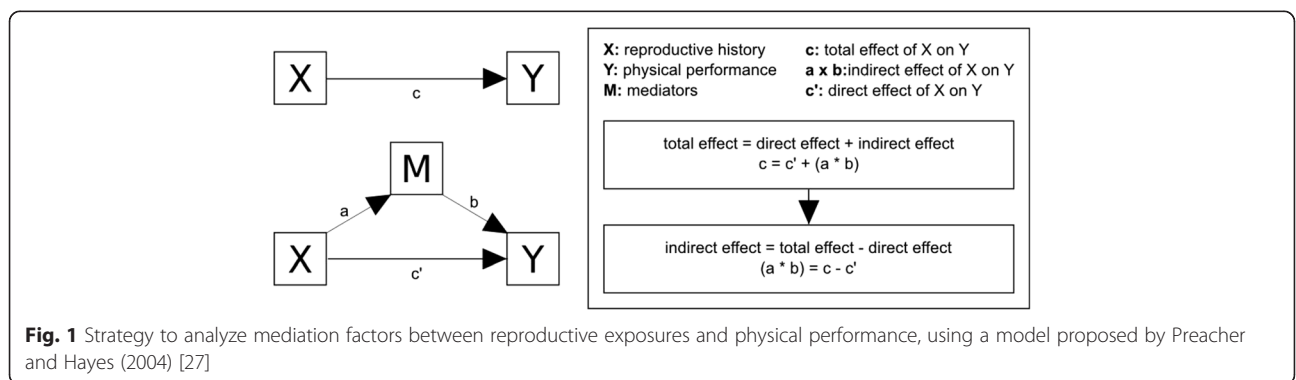 X
c
Y
M
a
b
X
c'
Y
X: reproductive history
Y: physical performance
M: mediators
c: total effect of X on Y
a x b:indirect effect of X on Y
c': direct effect of X on Y
total effect = direct effect + indirect effect
c = c' + (a * b)
indirect effect = total effect - direct effect
(a * b) = c - c'
Fig. 1 Strategy to analyze mediation factors between reproductive exposures and physical performance, using a model proposed by Preacher
and Hayes (2004) [27]